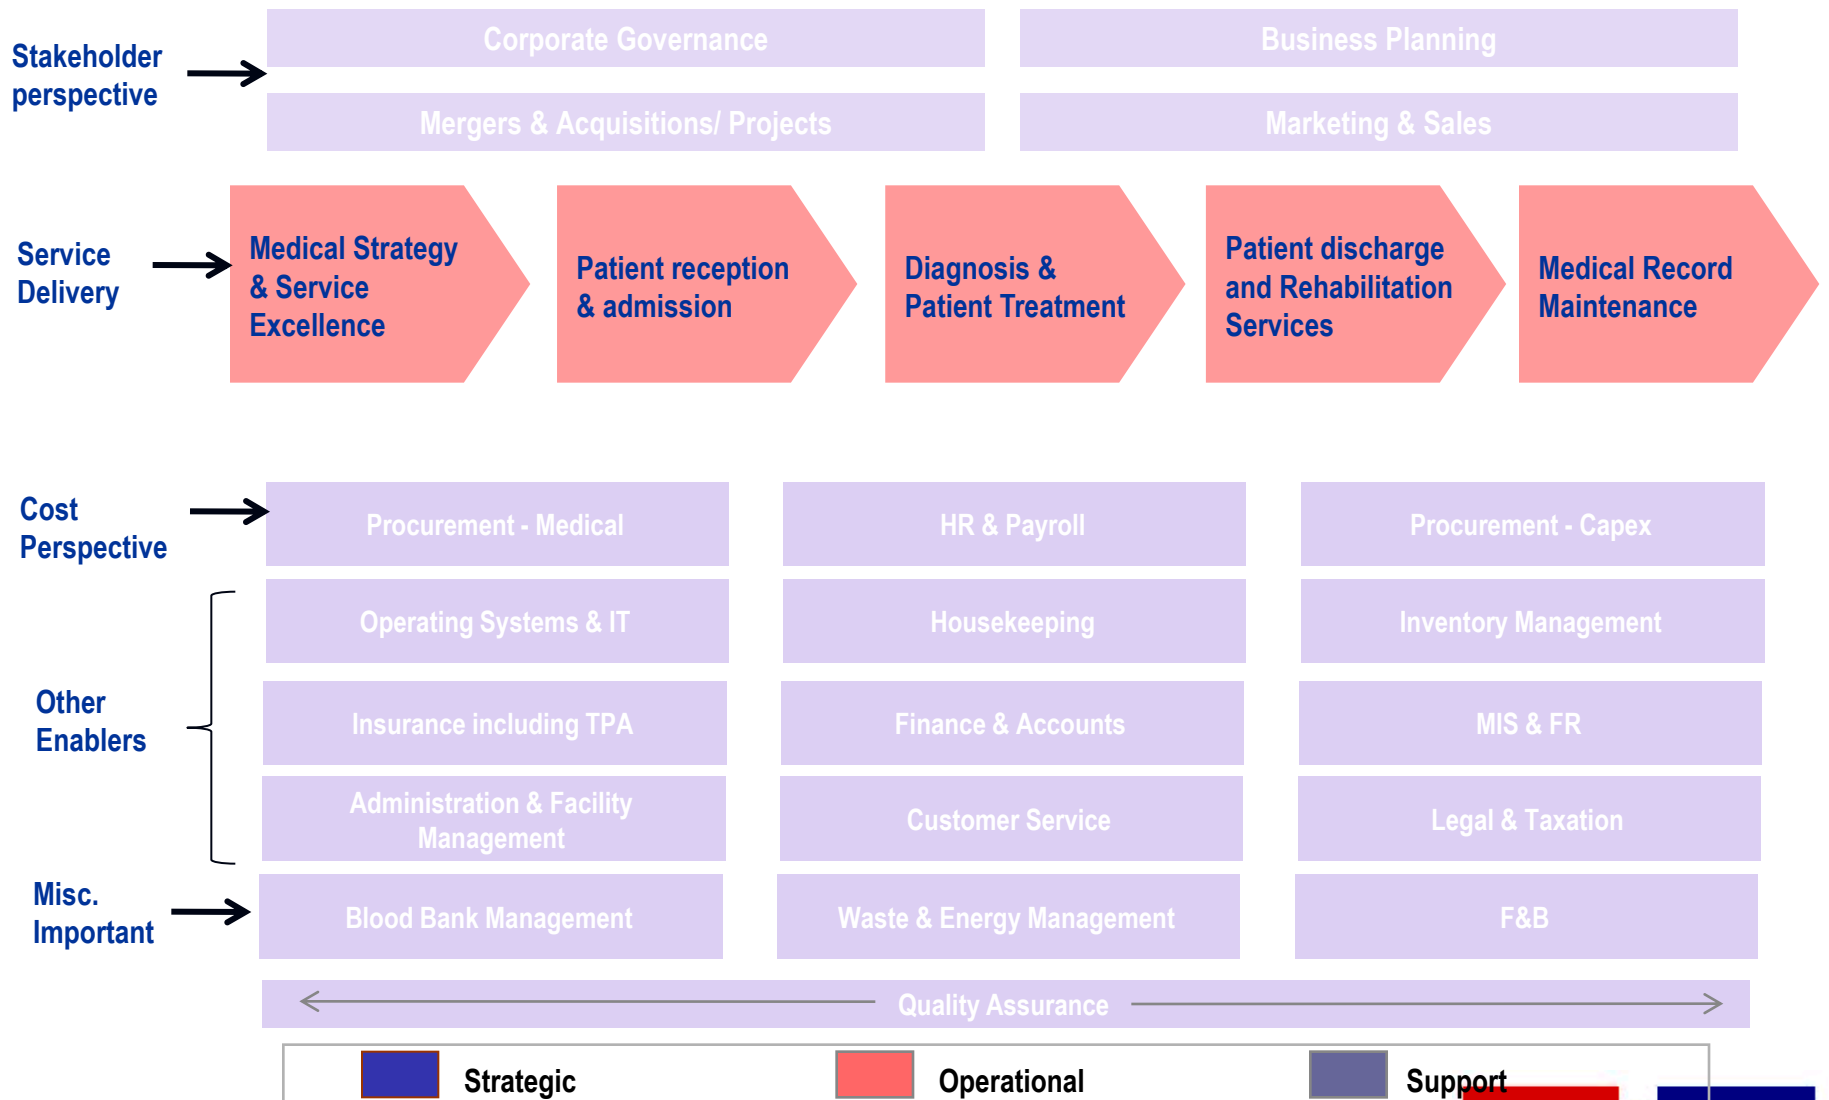 Stakeholder
perspective
Corporate Governance
Business Planning
Mergers & Acquisitions/ Projects
Marketing & Sales
Service
Delivery
Medical Strategy
& Service
Excellence
Patient reception
& admission
Diagnosis &
Patient Treatment
Patient discharge
and Rehabilitation
Services
Medical Record
Maintenance
Cost
Perspective
Procurement - Medical
HR & Payroll
Procurement - Capex
Other
Enablers
Operating Systems & IT
Housekeeping
Inventory Management
Insurance including TPA
Finance & Accounts
MIS & FR
Administration & Facility
Management
Customer Service
Legal & Taxation
Misc.
Important
Blood Bank Management
Waste & Energy Management
F&B
Quality Assurance
Strategic
Operational
Support